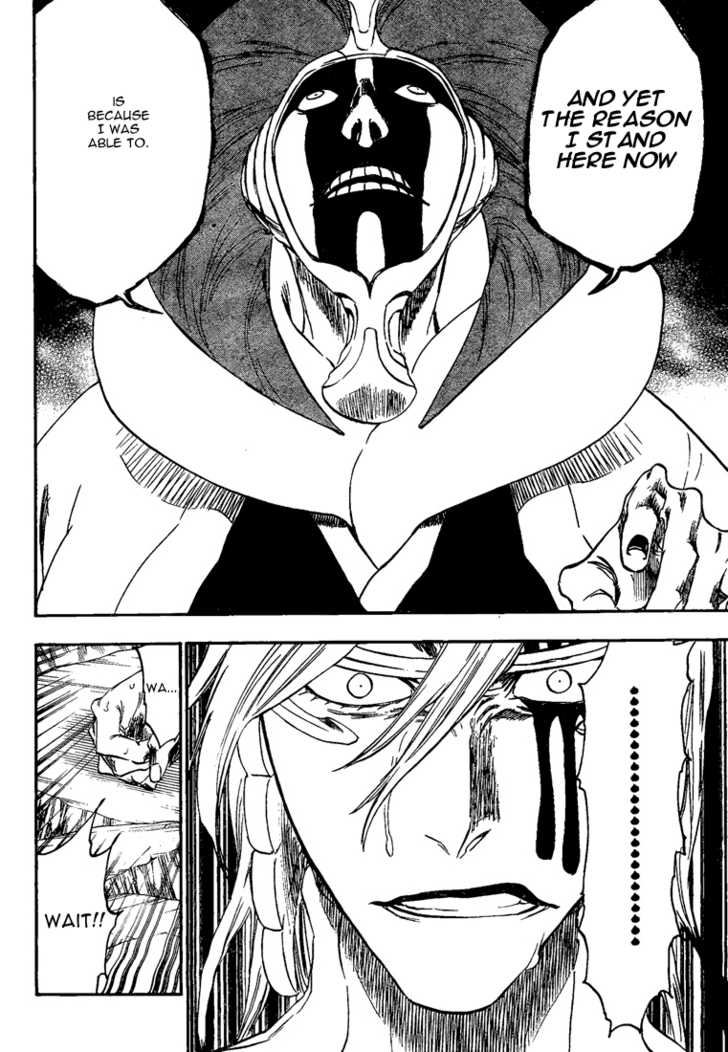 AND YET
THE REASON
I STAND
HERE NOW
IS
BECAUSE
I WAS
ABLE TO.
.....................
WA...
WAIT!!